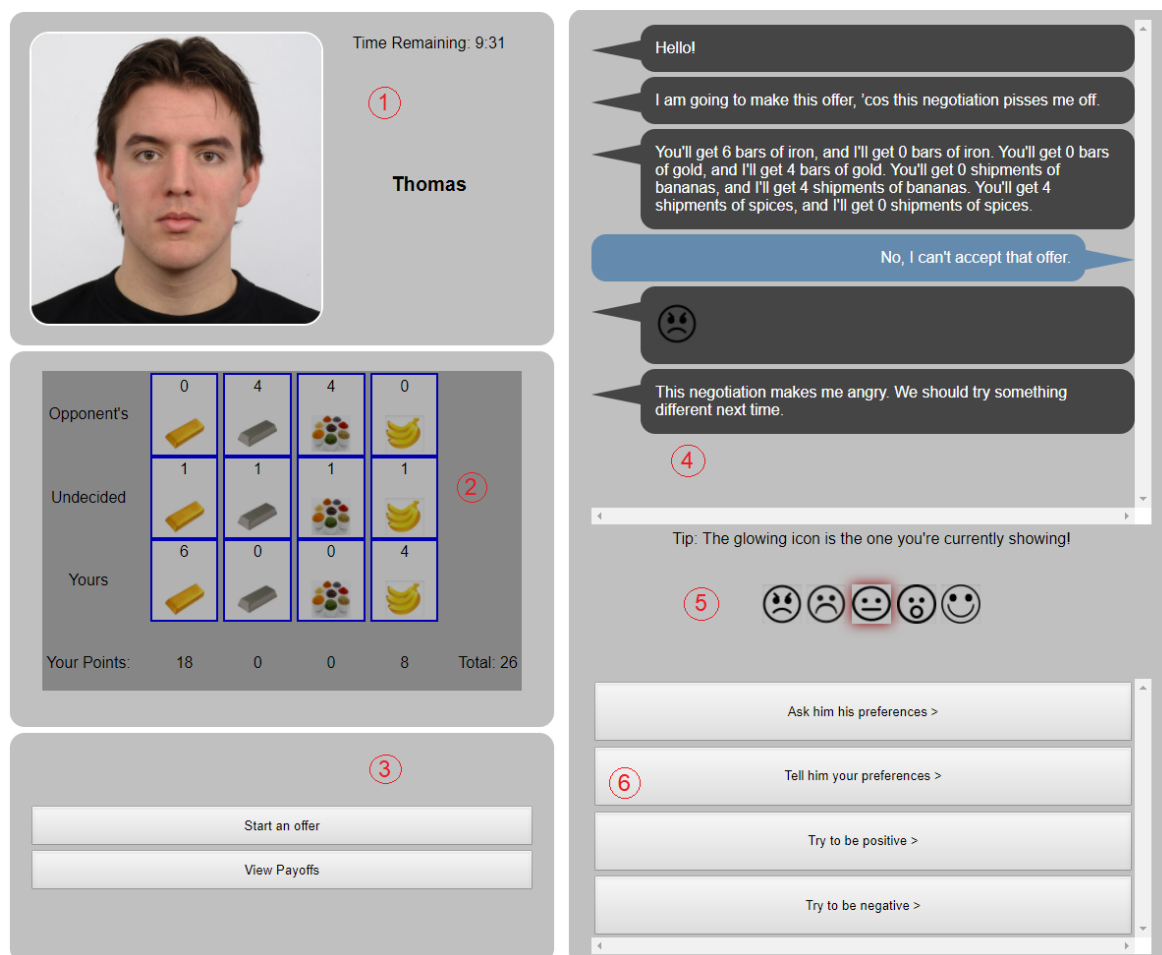 Time Remaining: 9:31
1
Thomas
0 4 4 0
Opponent's
1 1 1 1
Undecided
2
6 0 0 4
Yours
Your Points: 18 0 0 8 Total: 26
3
Start an offer
View Payoffs
Hello!
I am going to make this offer, 'cos this negotiation pisses me off.
You'll get 6 bars of iron, and I'll get 0 bars of iron. You'll get 0 bars
of gold, and I'll get 4 bars of gold. You'll get 0 shipments of
bananas, and I'll get 4 shipments of bananas. You'll get 4
shipments of spices, and I'll get 0 shipments of spices.
No, I can't accept that offer.
This negotiation makes me angry. We should try something
different next time.
4
Tip: The glowing icon is the one you're currently showing!
5
Ask him his preferences >
Tell him your preferences >
6
Try to be positive >
Try to be negative >